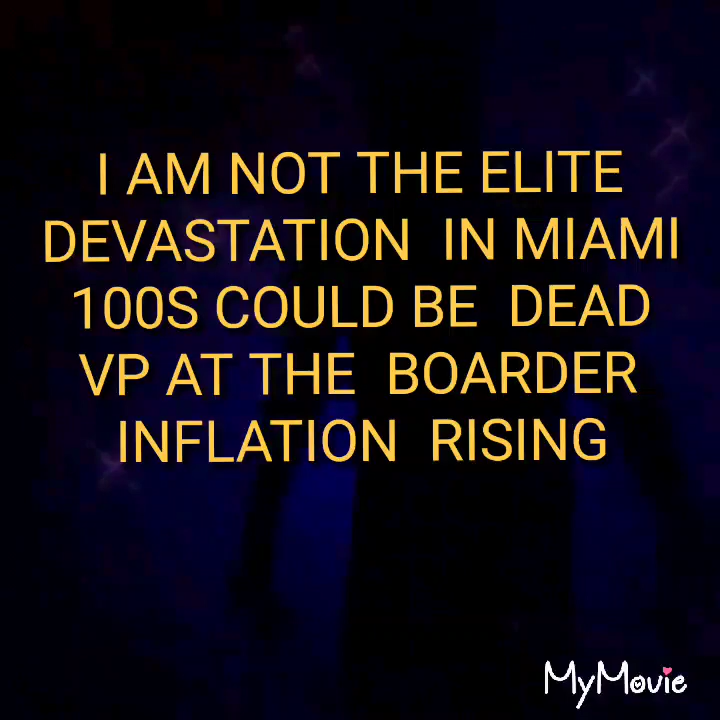 I AM NOT THE ELITE
DEVASTATION IN MIAMI
100S COULD BE DEAD
VP AT THE BOARDER
INFLATION RISING
MyMovie